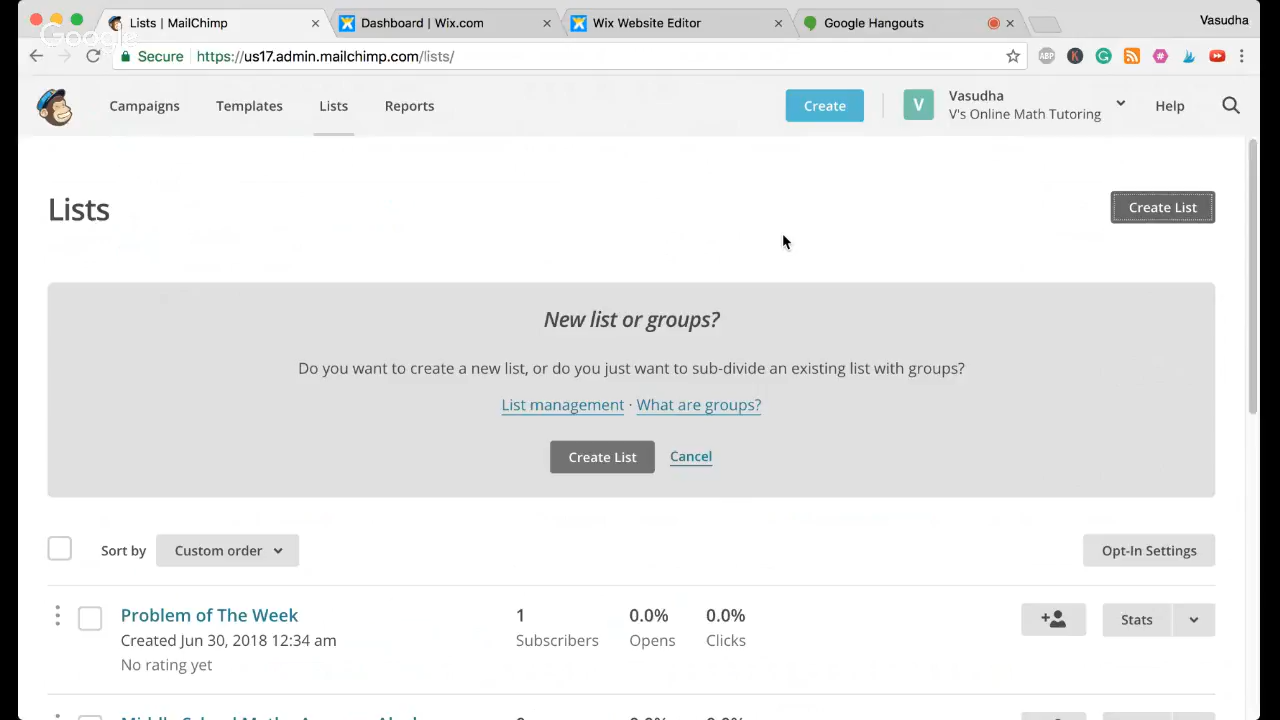 Lists | MailChimp
Dashboard | Wix.com
Wix Website Editor
Google Hangouts
Vasudha
Google
Secure
https://us17.admin.mailchimp.com/lists/
ABP
K
G
#
Campaigns
Templates
Lists
Reports
Create
V
Vasudha
V's Online Math Tutoring
Help
Lists
Create List
New list or groups?
Do you want to create a new list, or do you just want to sub-divide an existing list with groups?
List management · What are groups?
Create List
Cancel
Sort by
Custom order
Opt-In Settings
Problem of The Week
Created Jun 30, 2018 12:34 am
No rating yet
1
Subscribers
0.0%
Opens
0.0%
Clicks
Stats